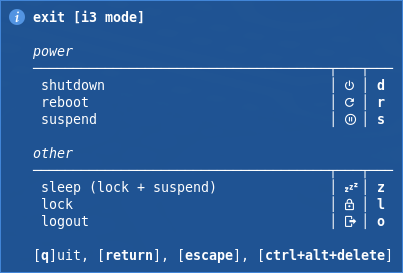 exit [i3 mode]
power
shutdown d
reboot r
suspend s
other
sleep (lock + suspend) zzz z
lock l
logout o
[q]uit, [return], [escape], [ctrl+alt+delete]